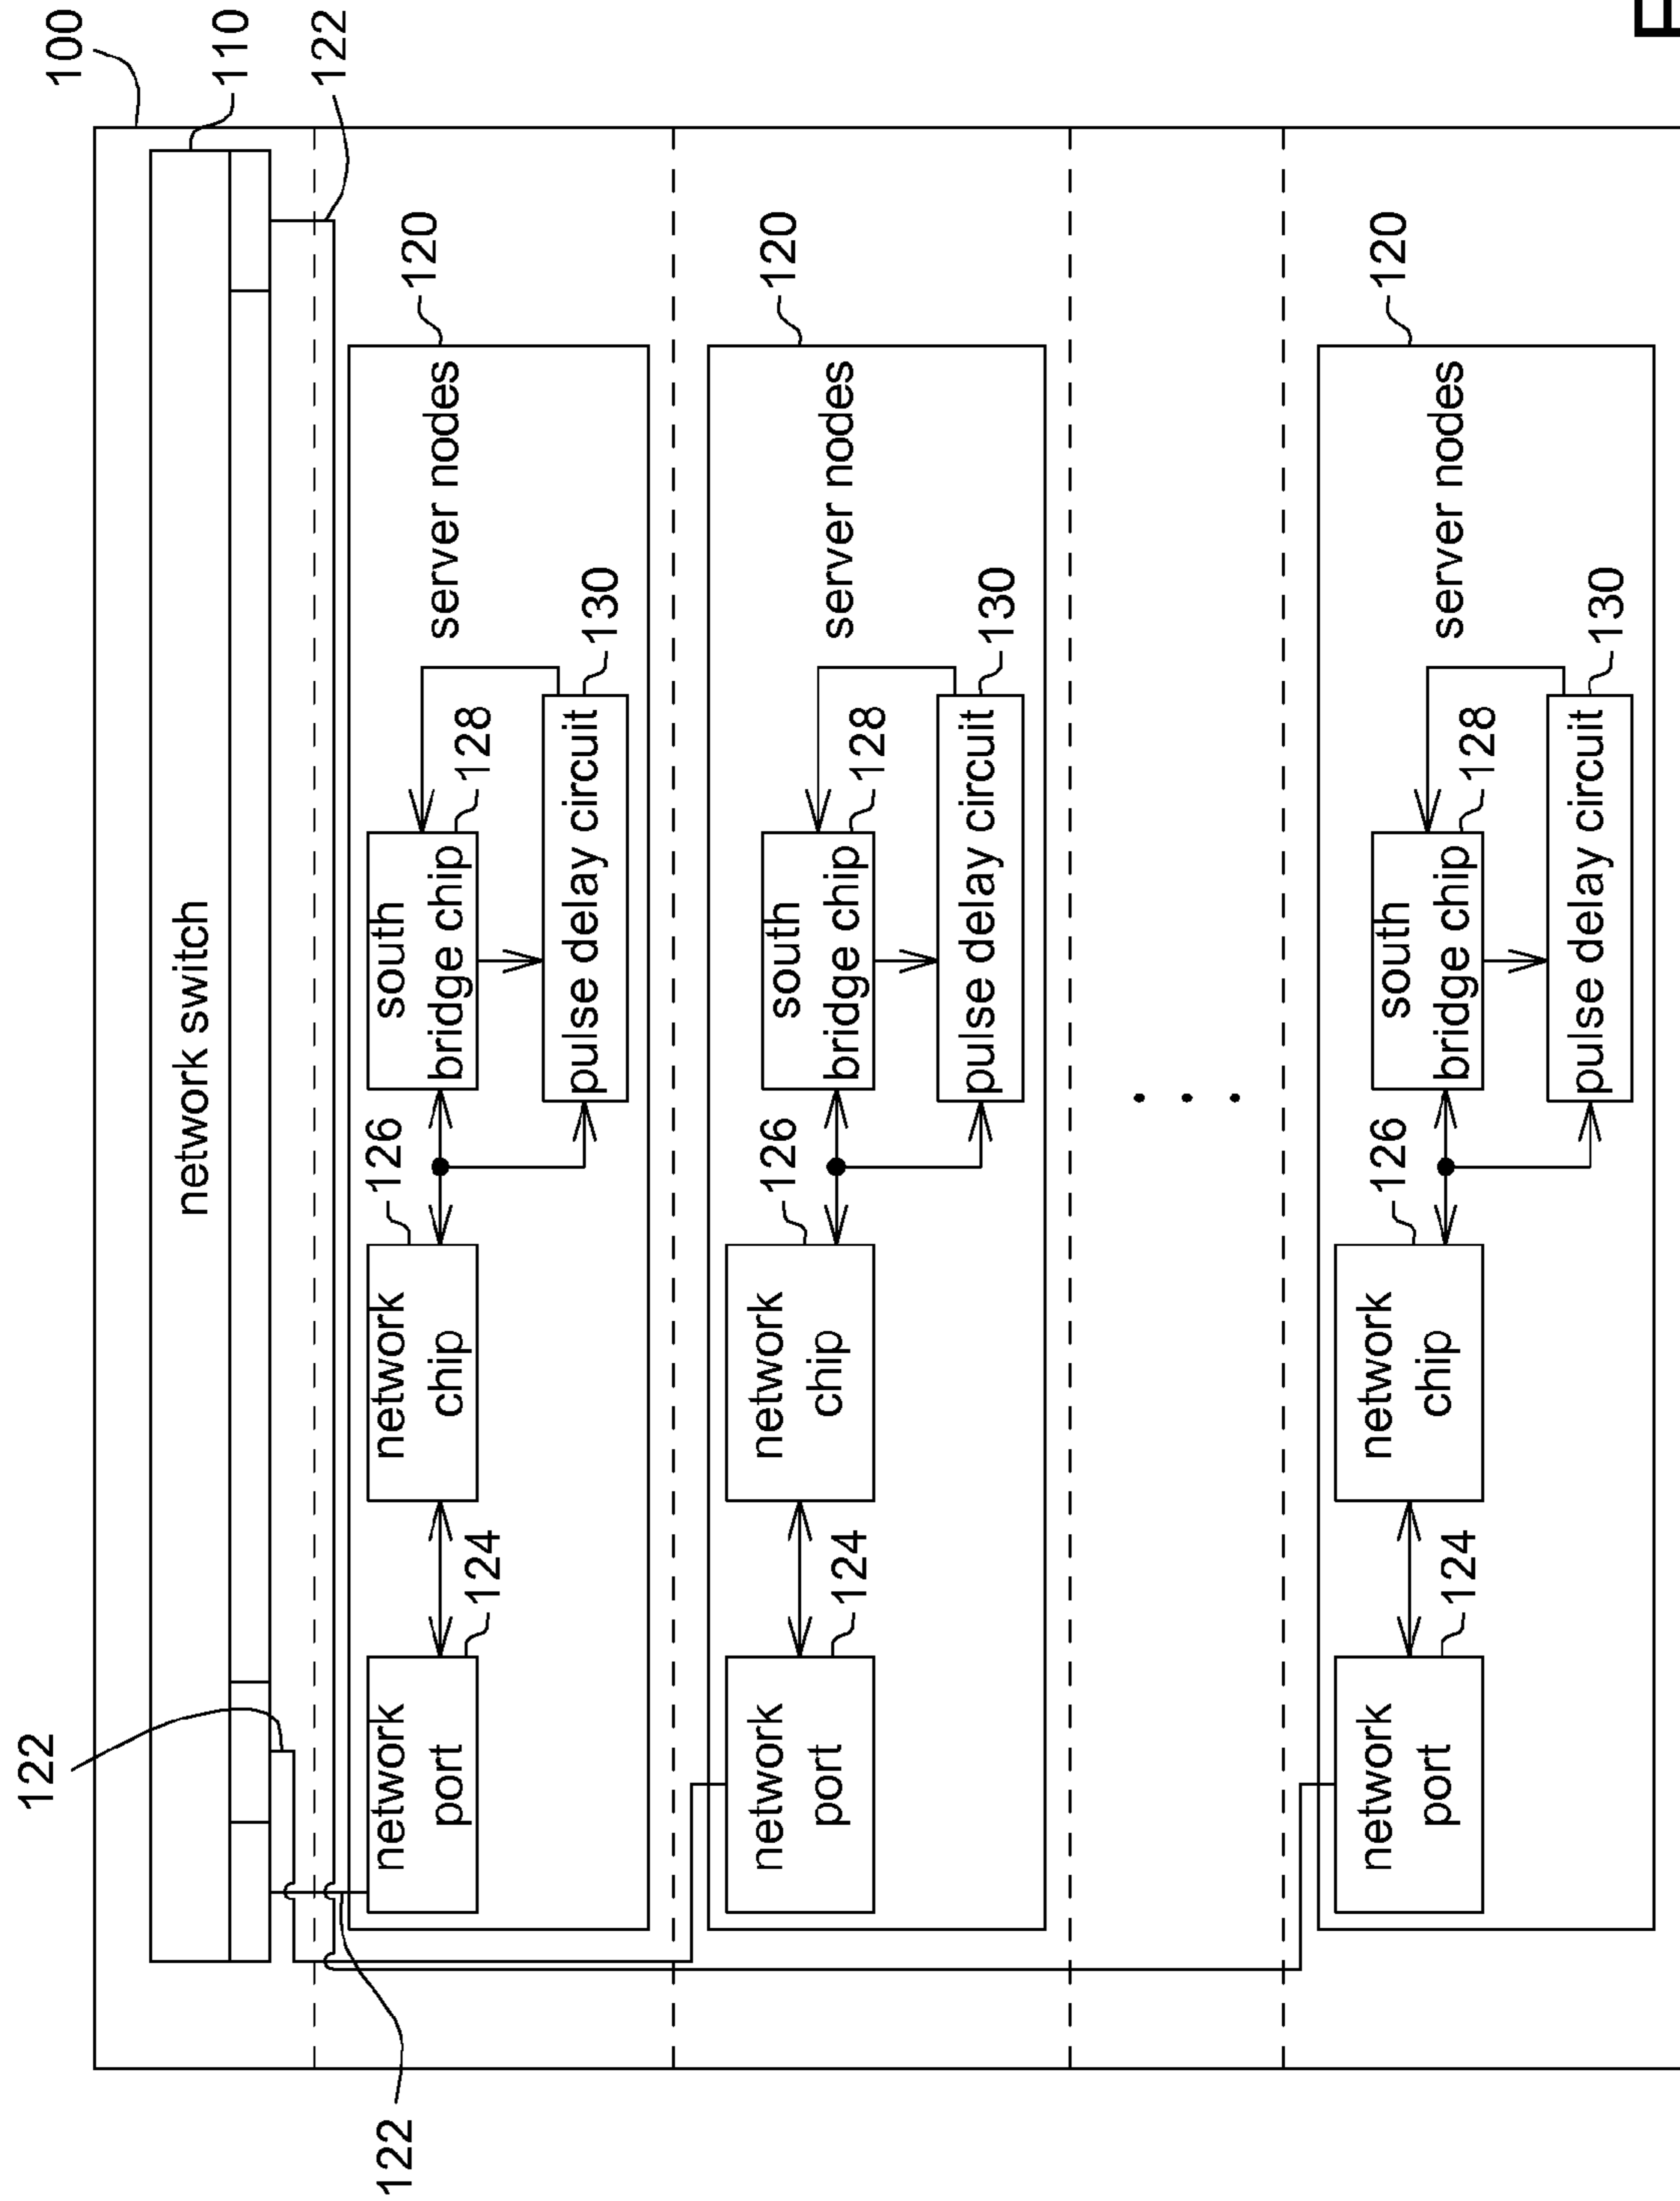 100
110
122
network switch
122
122
120
server nodes
network
port
124
network
chip
126
south
bridge chip
128
pulse delay circuit
130
120
server nodes
network
port
124
network
chip
126
south
bridge chip
128
pulse delay circuit
130
. . .
120
server nodes
network
port
124
network
chip
126
south
bridge chip
128
pulse delay circuit
130